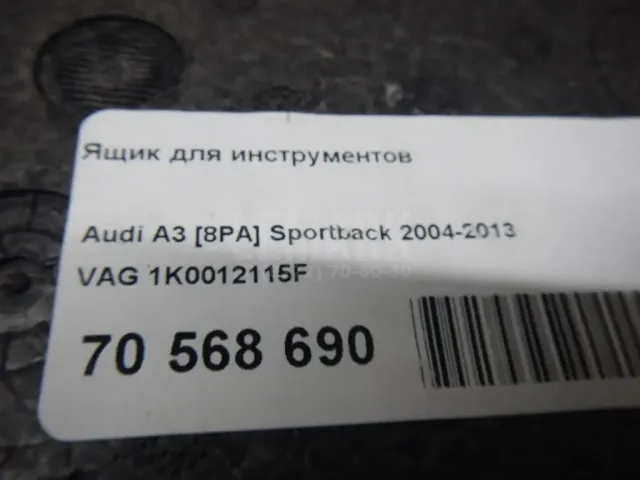 Ящик для инструментов
Audi A3 [8PA] Sportback 2004-2013
VAG 1K0012115F
70 568 690